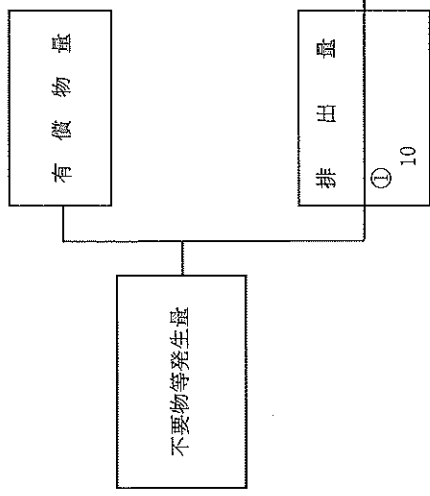 有 償 物 量
排 出 量
① 10
不要物等発生量